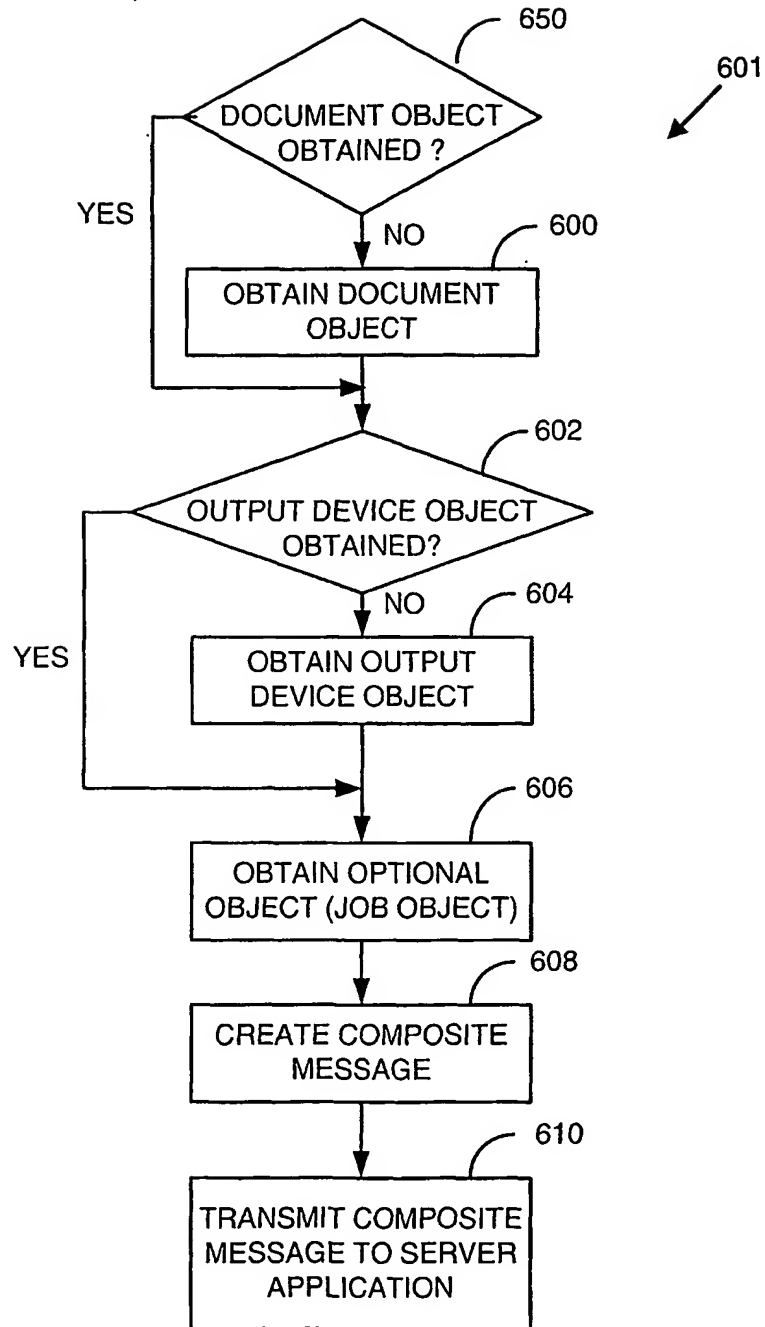 650
601
DOCUMENT OBJECT
OBTAINED ?
YES
NO
600
OBTAIN DOCUMENT
OBJECT
602
OUTPUT DEVICE OBJECT
OBTAINED?
NO
604
YES
OBTAIN OUTPUT
DEVICE OBJECT
606
OBTAIN OPTIONAL
OBJECT (JOB OBJECT)
608
CREATE COMPOSITE
MESSAGE
610
TRANSMIT COMPOSITE
MESSAGE TO SERVER
APPLICATION